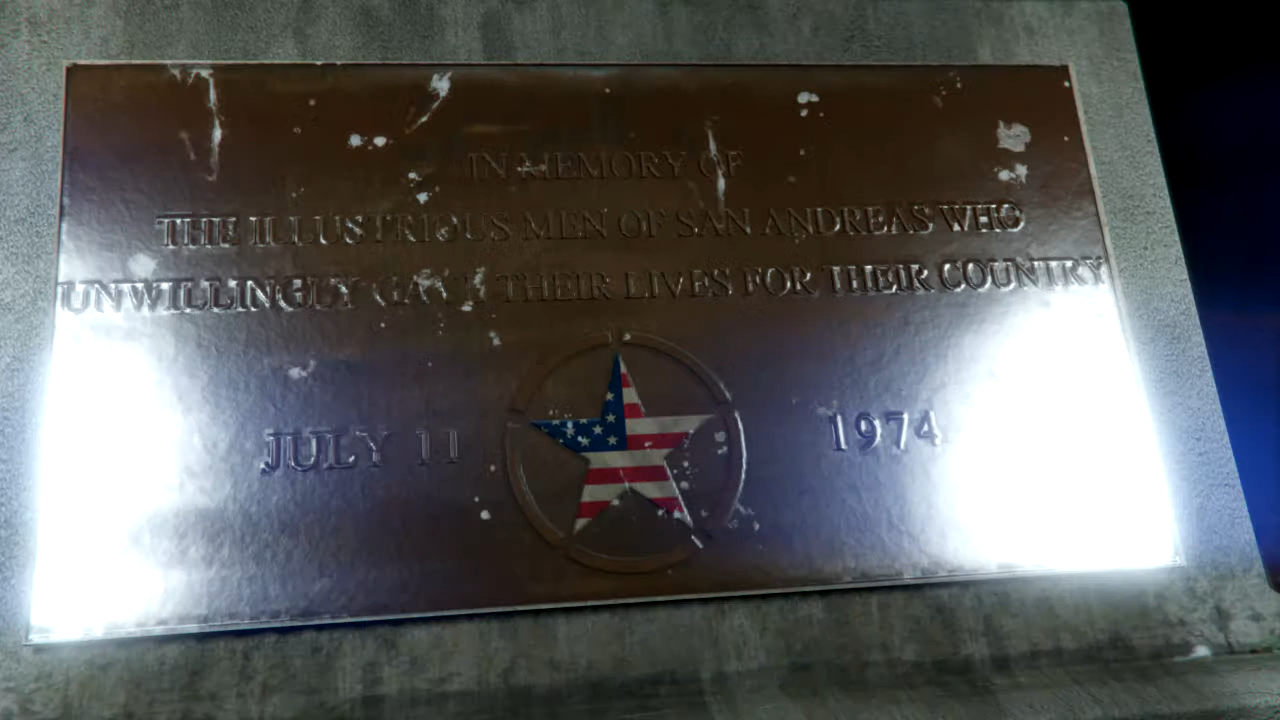 IN MEMORY OF
THE ILLUSTRIOUS MEN OF SAN ANDREAS WHO
UNWILLINGLY GAVE THEIR LIVES FOR THEIR COUNTRY
JULY 11 1974